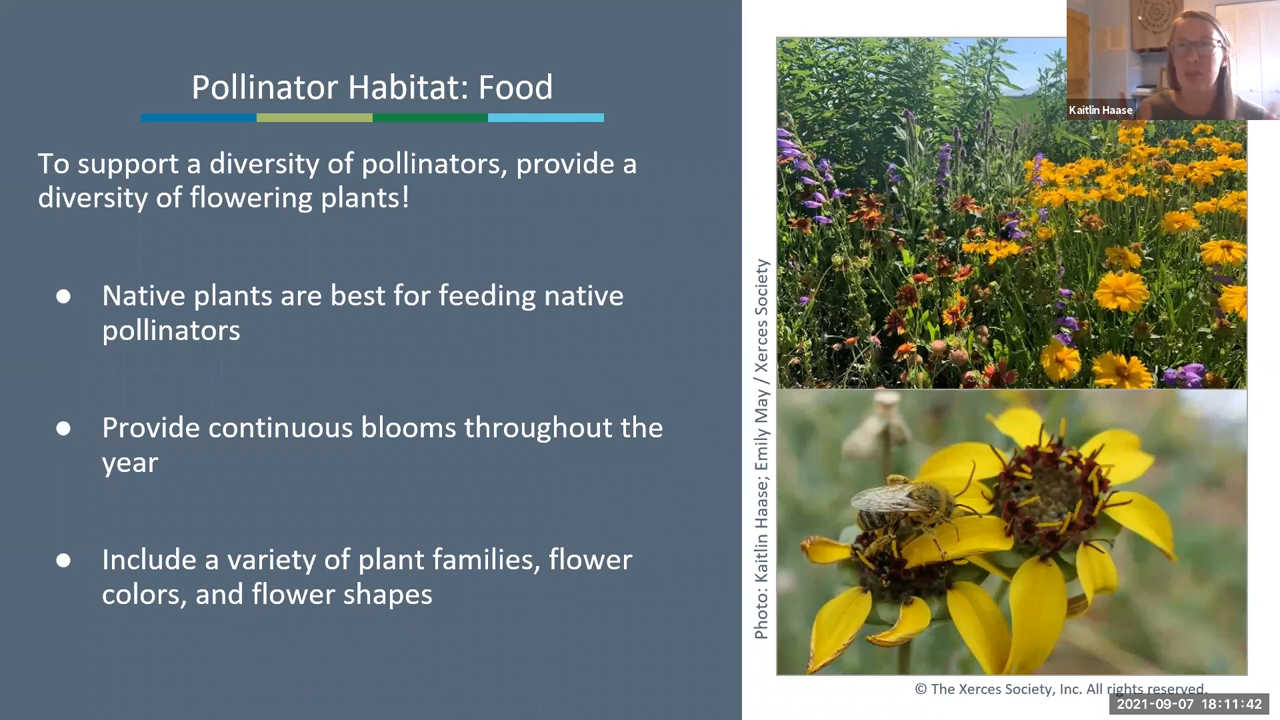 Pollinator Habitat: Food
To support a diversity of pollinators, provide a
diversity of flowering plants!
● Native plants are best for feeding native
pollinators
● Provide continuous blooms throughout the
year
● Include a variety of plant families, flower
colors, and flower shapes
Photo: Kaitlin Haase; Emily May / Xerces Society
Kaitlin Haase
© The Xerces Society, Inc. All rights reserved.
2021-09-07 18:11:42